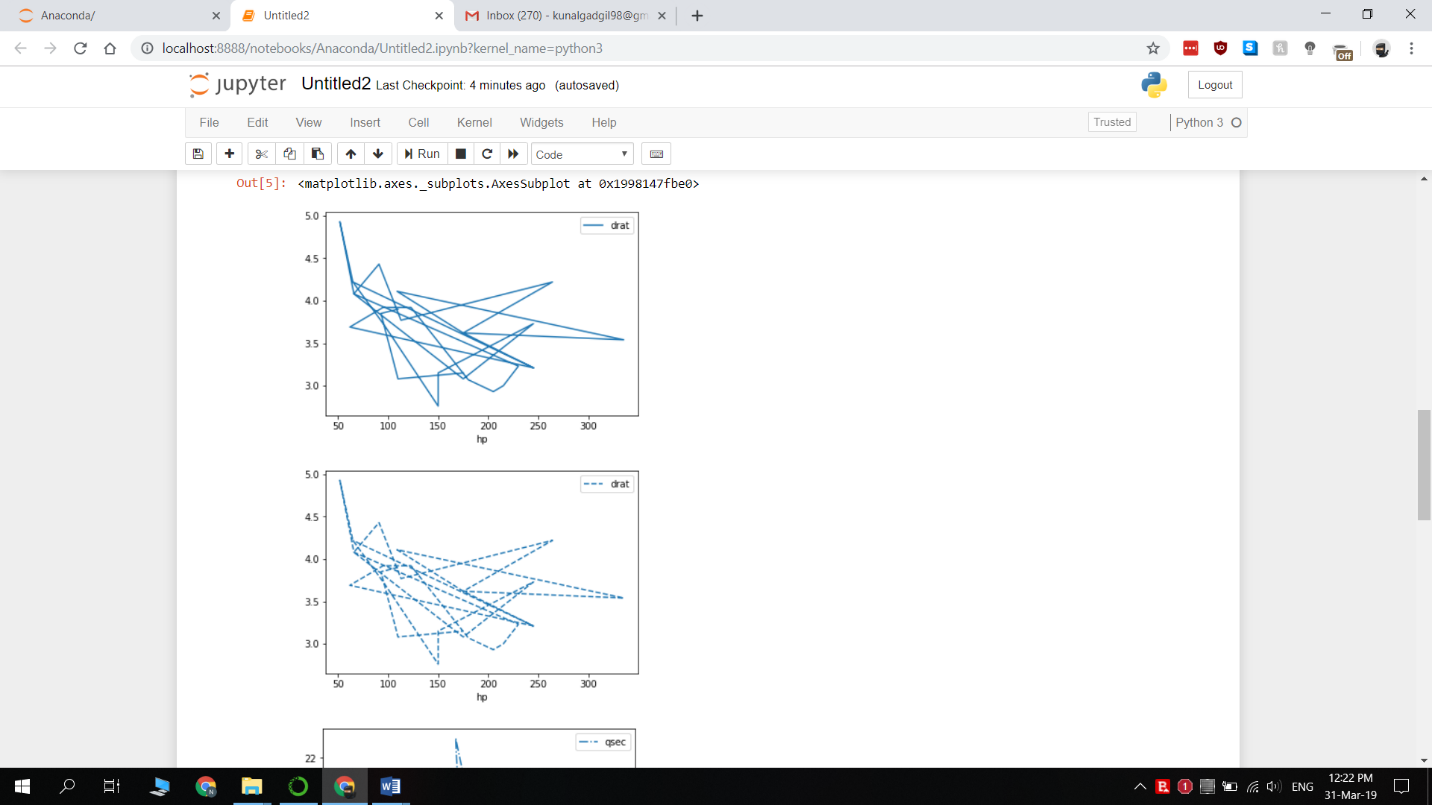 Anaconda/
Untitled2
Inbox (270) - kunalgadgil98@gm
localhost:8888/notebooks/Anaconda/Untitled2.ipynb?kernel_name=python3
Off
jupyter Untitled2 Last Checkpoint: 4 minutes ago (autosaved)
Logout
File Edit View Insert Cell Kernel Widgets Help
Trusted
Python 3
Run
Code
Out[5]: <matplotlib.axes._subplots.AxesSubplot at 0x1998147fbe0>
5.0
drat
4.5
4.0
3.5
3.0
50 100 150 200 250 300
hp
5.0
drat
4.5
4.0
3.5
3.0
50 100 150 200 250 300
hp
qsec
22
ENG
12:22 PM
31-Mar-19